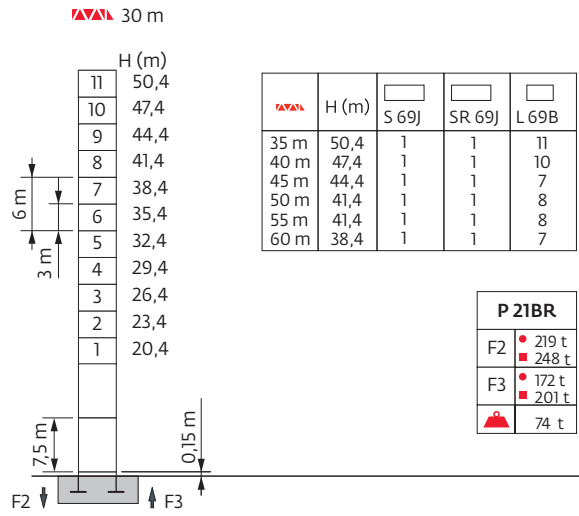 30 m
H (m)
11 50,4
10 47,4
9 44,4
8 41,4
7 38,4
6 35,4
5 32,4
4 29,4
3 26,4
2 23,4
1 20,4
6 m
3 m
7,5 m
0,15 m
F2 F3
H (m) S 69J SR 69J L 69B
35 m 50,4 1 1 11
40 m 47,4 1 1 10
45 m 44,4 1 1 7
50 m 41,4 1 1 8
55 m 41,4 1 1 8
60 m 38,4 1 1 7
P 21BR
F2 219 t
248 t
F3 172 t
201 t
74 t